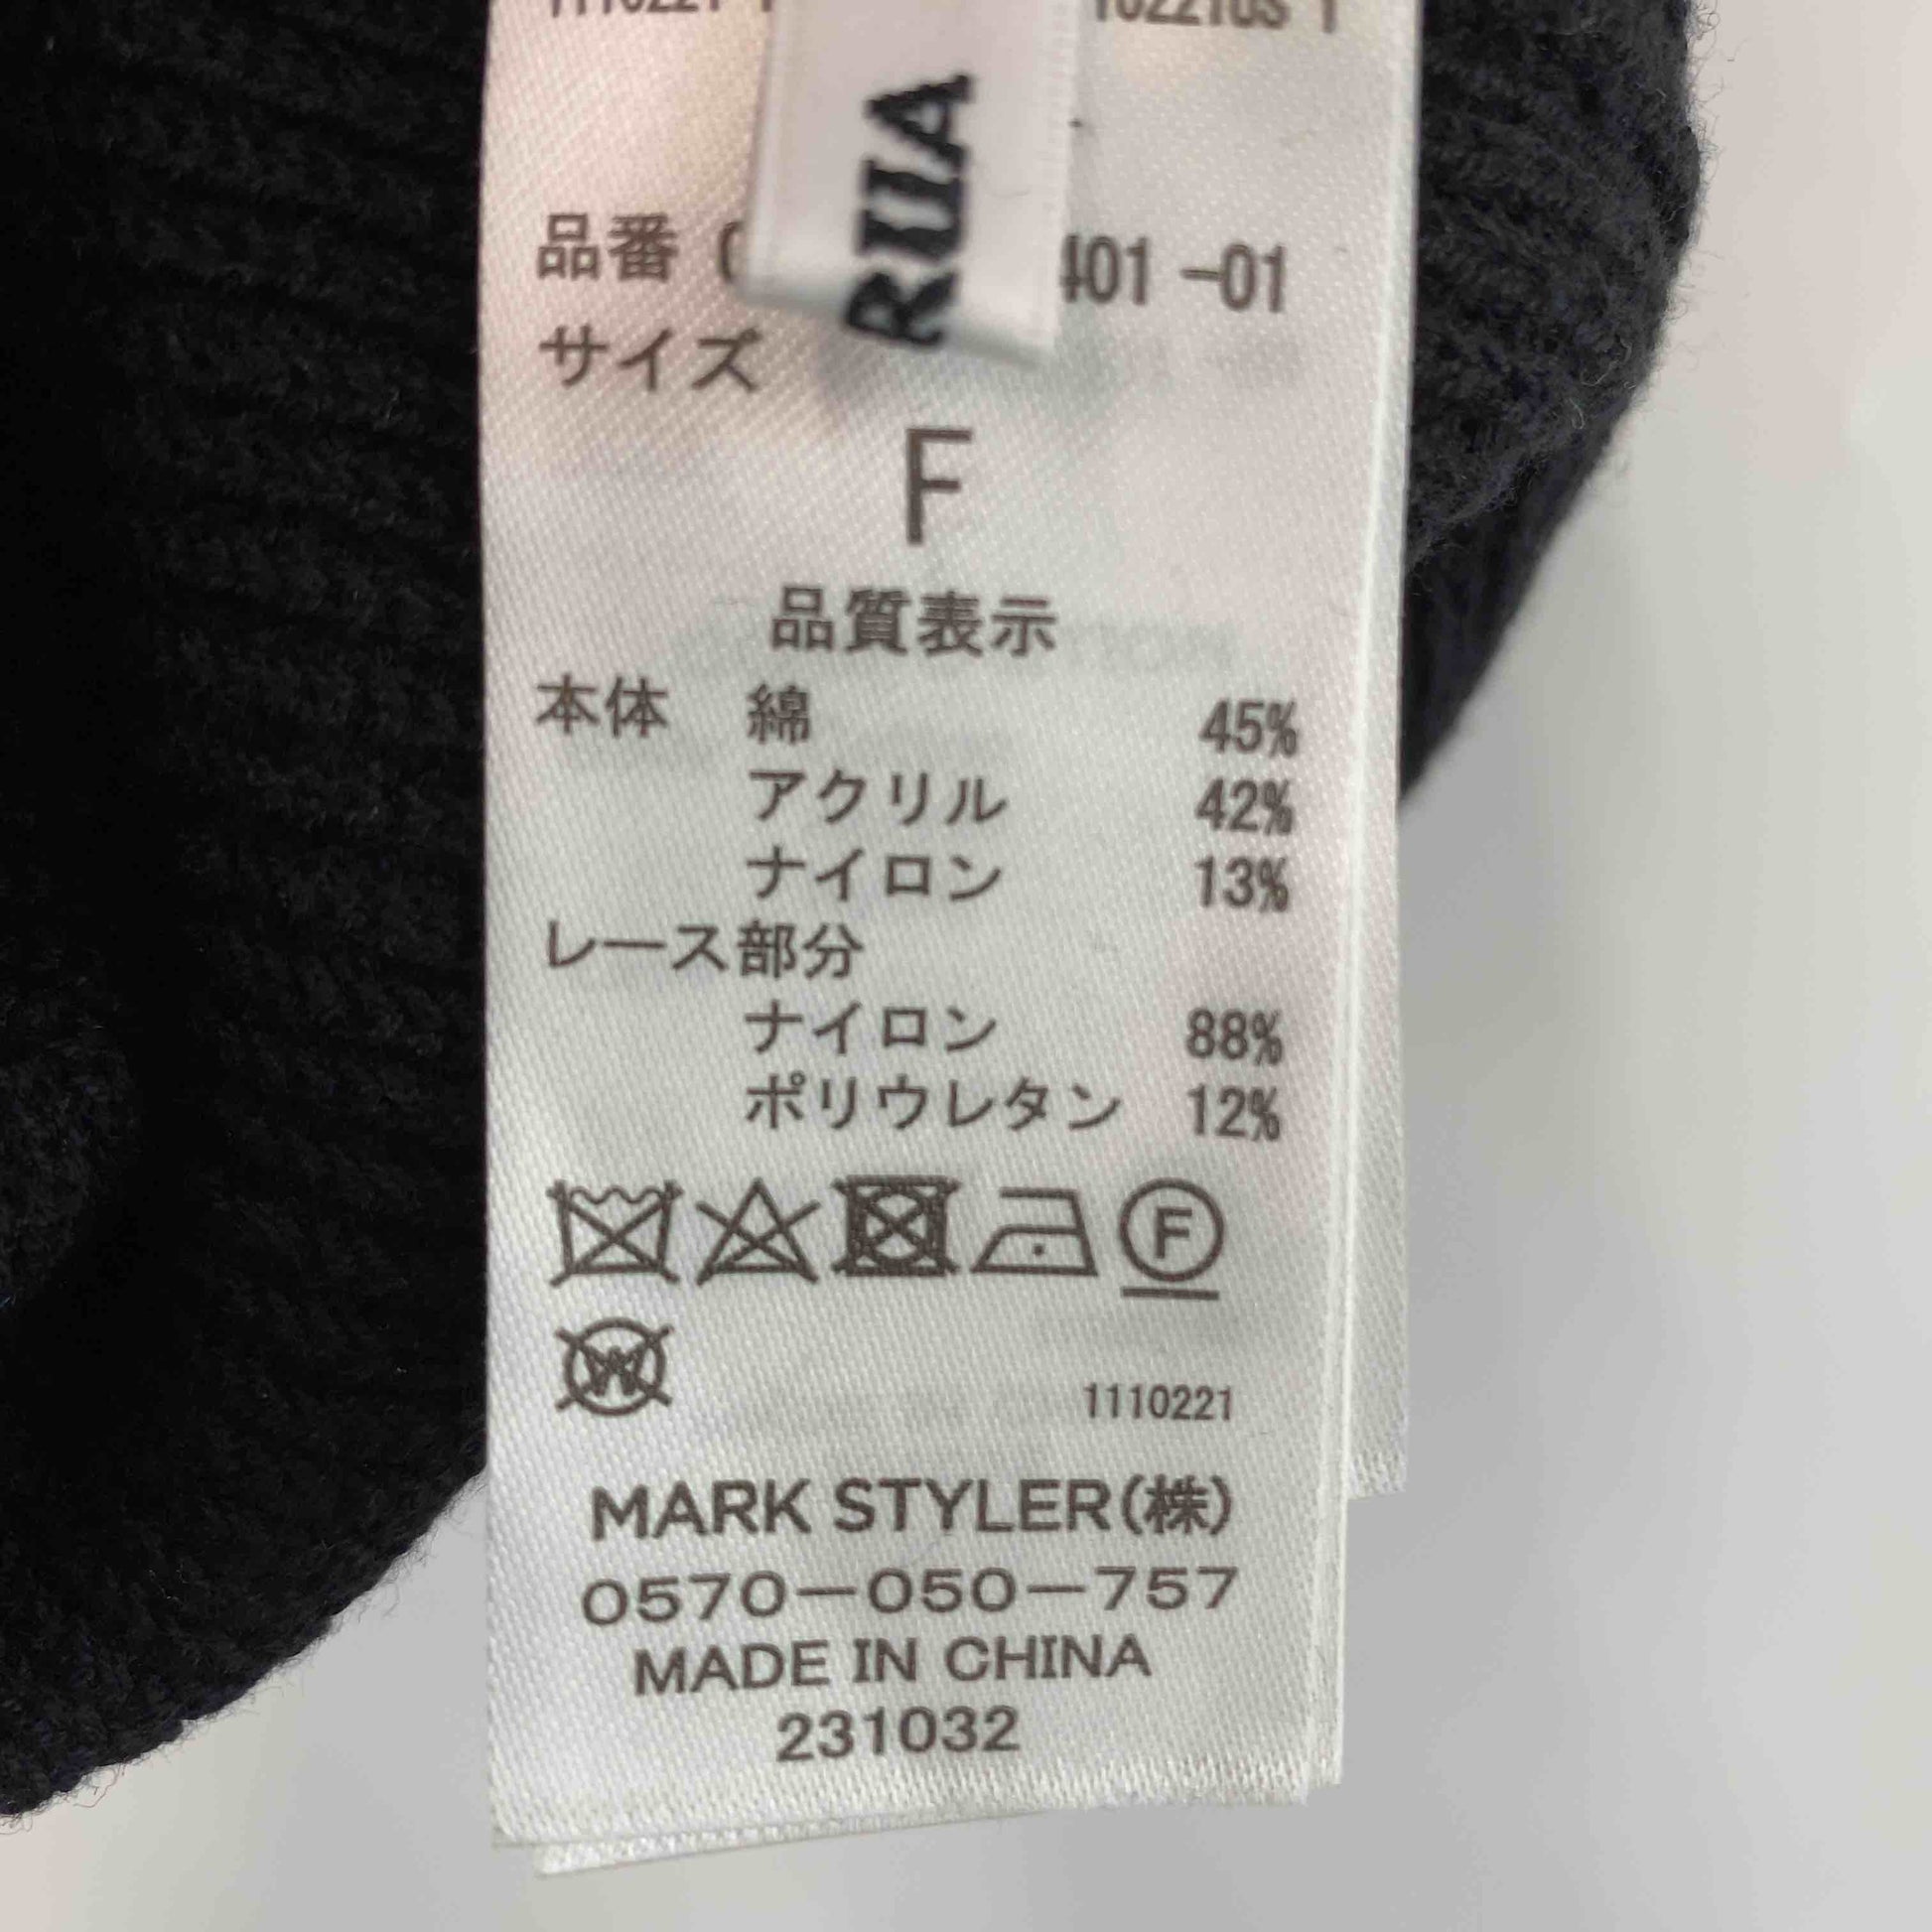 品番 401 -01
サイズ
RIIA
F
品質表示
本体 綿 45%
アクリル 42%
ナイロン 13%
レース部分
ナイロン 88%
ポリウレタン 12%
F
W
1110221
MARK STYLER(株)
0570-050-757
MADE IN CHINA
231032